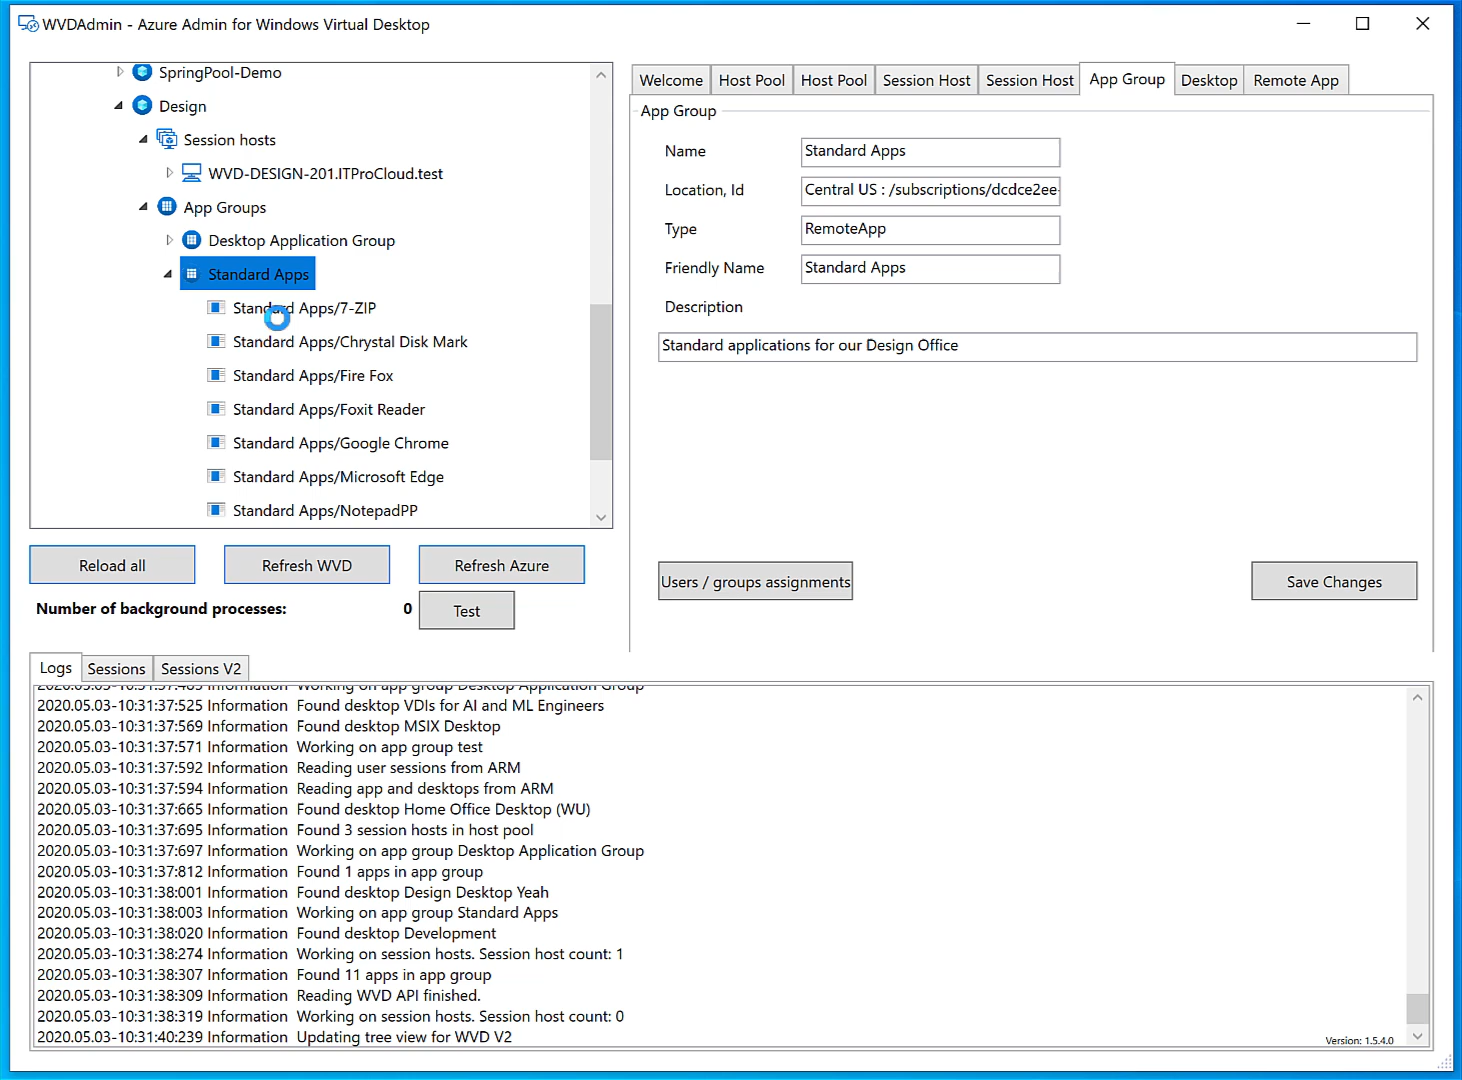 WVDAdmin - Azure Admin for Windows Virtual Desktop
SpringPool-Demo
Design
Session hosts
WVD-DESIGN-201.ITProCloud.test
App Groups
Desktop Application Group
Standard Apps
Standard Apps/7-ZIP
Standard Apps/Chrystal Disk Mark
Standard Apps/Fire Fox
Standard Apps/Foxit Reader
Standard Apps/Google Chrome
Standard Apps/Microsoft Edge
Standard Apps/NotepadPP
Reload all
Refresh WVD
Refresh Azure
Number of background processes: 0
Test
Welcome Host Pool Host Pool Session Host Session Host App Group Desktop Remote App
App Group
Name Standard Apps
Location, Id Central US : /subscriptions/dcdce2ee-
Type RemoteApp
Friendly Name Standard Apps
Description
Standard applications for our Design Office
Users / groups assignments
Save Changes
Logs Sessions Sessions V2
2020.05.03-10:31:37:485 Information Working on app group Desktop Application Group
2020.05.03-10:31:37:525 Information Found desktop VDIs for AI and ML Engineers
2020.05.03-10:31:37:569 Information Found desktop MSIX Desktop
2020.05.03-10:31:37:571 Information Working on app group test
2020.05.03-10:31:37:592 Information Reading user sessions from ARM
2020.05.03-10:31:37:594 Information Reading app and desktops from ARM
2020.05.03-10:31:37:665 Information Found desktop Home Office Desktop (WU)
2020.05.03-10:31:37:695 Information Found 3 session hosts in host pool
2020.05.03-10:31:37:697 Information Working on app group Desktop Application Group
2020.05.03-10:31:37:812 Information Found 1 apps in app group
2020.05.03-10:31:38:001 Information Found desktop Design Desktop Yeah
2020.05.03-10:31:38:003 Information Working on app group Standard Apps
2020.05.03-10:31:38:020 Information Found desktop Development
2020.05.03-10:31:38:274 Information Working on session hosts. Session host count: 1
2020.05.03-10:31:38:307 Information Found 11 apps in app group
2020.05.03-10:31:38:309 Information Reading WVD API finished.
2020.05.03-10:31:38:319 Information Working on session hosts. Session host count: 0
2020.05.03-10:31:40:239 Information Updating tree view for WVD V2
Version: 1.5.4.0